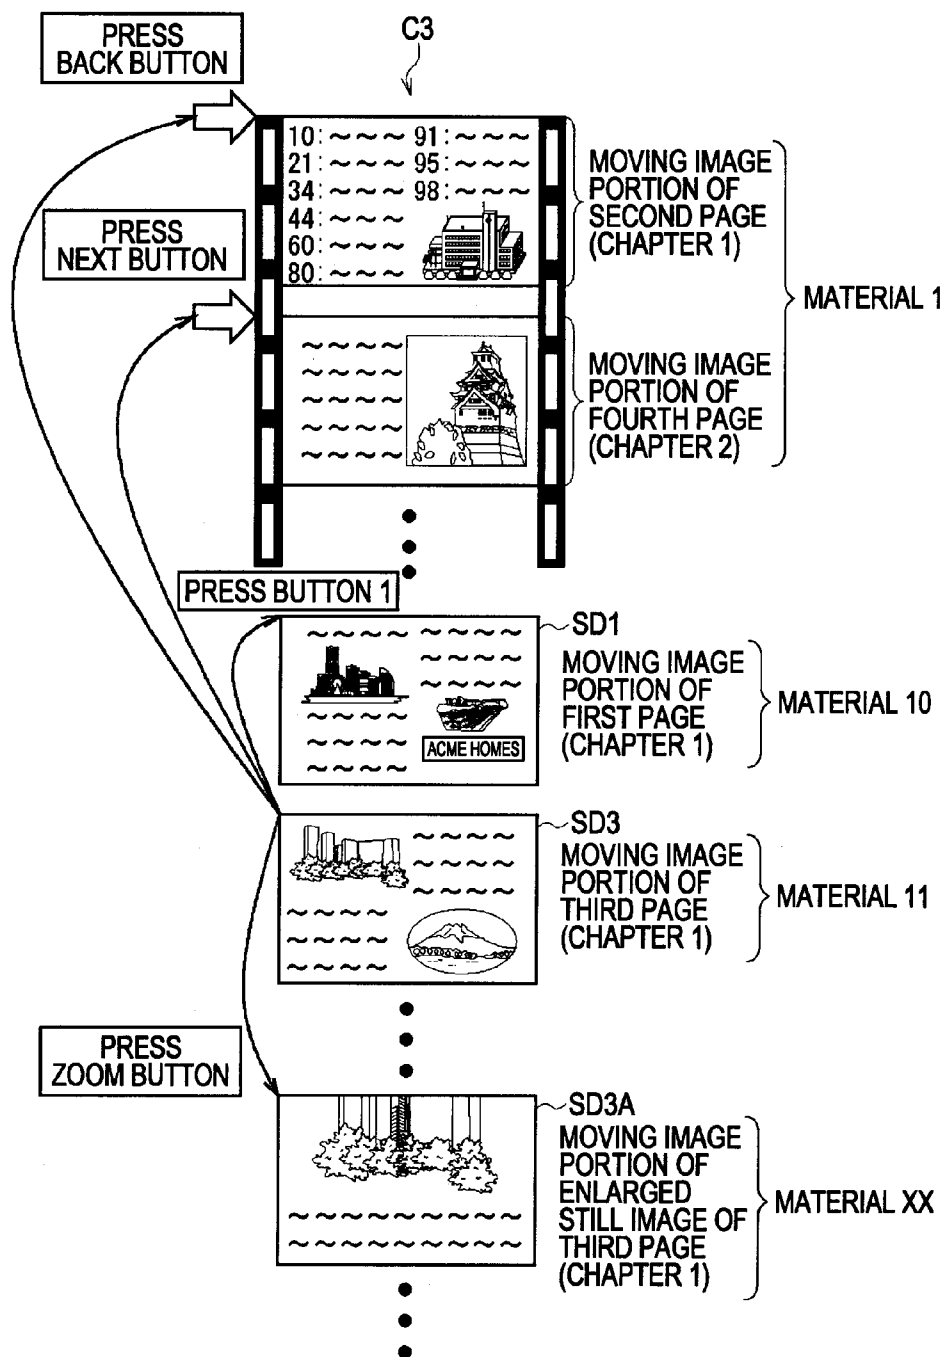 PRESS
BACK BUTTON
C3
10:~~~ 91:~~~
21:~~~ 95:~~~
34:~~~ 98:~~~
44:~~~
60:~~~
80:~~~
MOVING IMAGE
PORTION OF
SECOND PAGE
(CHAPTER 1)
PRESS
NEXT BUTTON
MATERIAL 1
MOVING IMAGE
PORTION OF
FOURTH PAGE
(CHAPTER 2)
PRESS BUTTON 1
SD1
MOVING IMAGE
PORTION OF
FIRST PAGE
(CHAPTER 1)
MATERIAL 10
ACME HOMES
SD3
MOVING IMAGE
PORTION OF
THIRD PAGE
(CHAPTER 1)
MATERIAL 11
PRESS
ZOOM BUTTON
SD3A
MOVING IMAGE
PORTION OF
ENLARGED
STILL IMAGE OF
THIRD PAGE
(CHAPTER 1)
MATERIAL XX